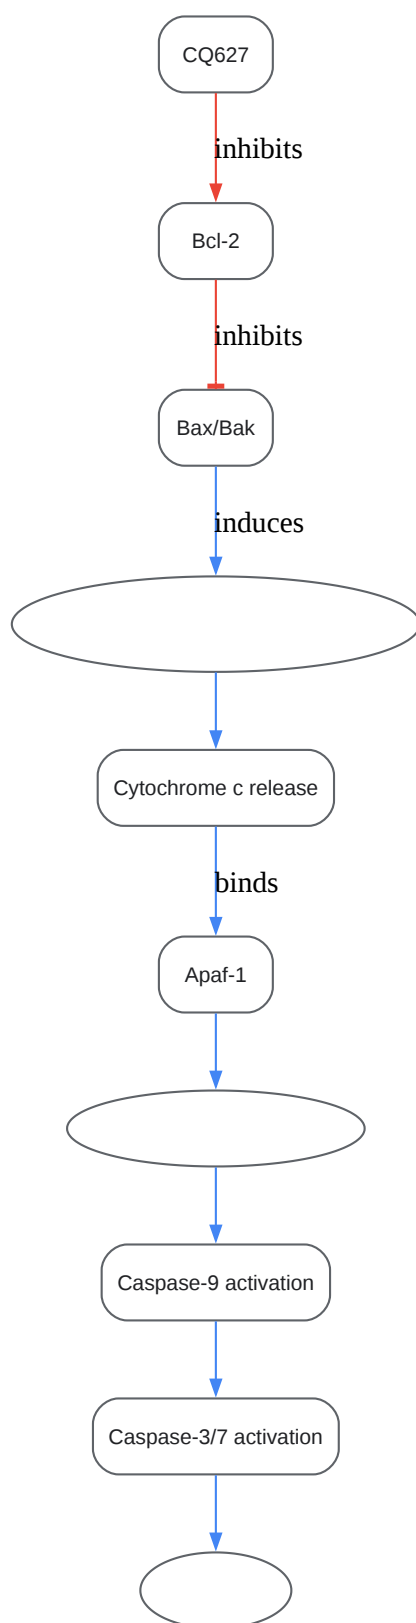 CQ627
inhibits
Bcl-2
inhibits
Bax/Bak
induces
Cytochrome c release
binds
Apaf-1
Caspase-9 activation
Caspase-3/7 activation